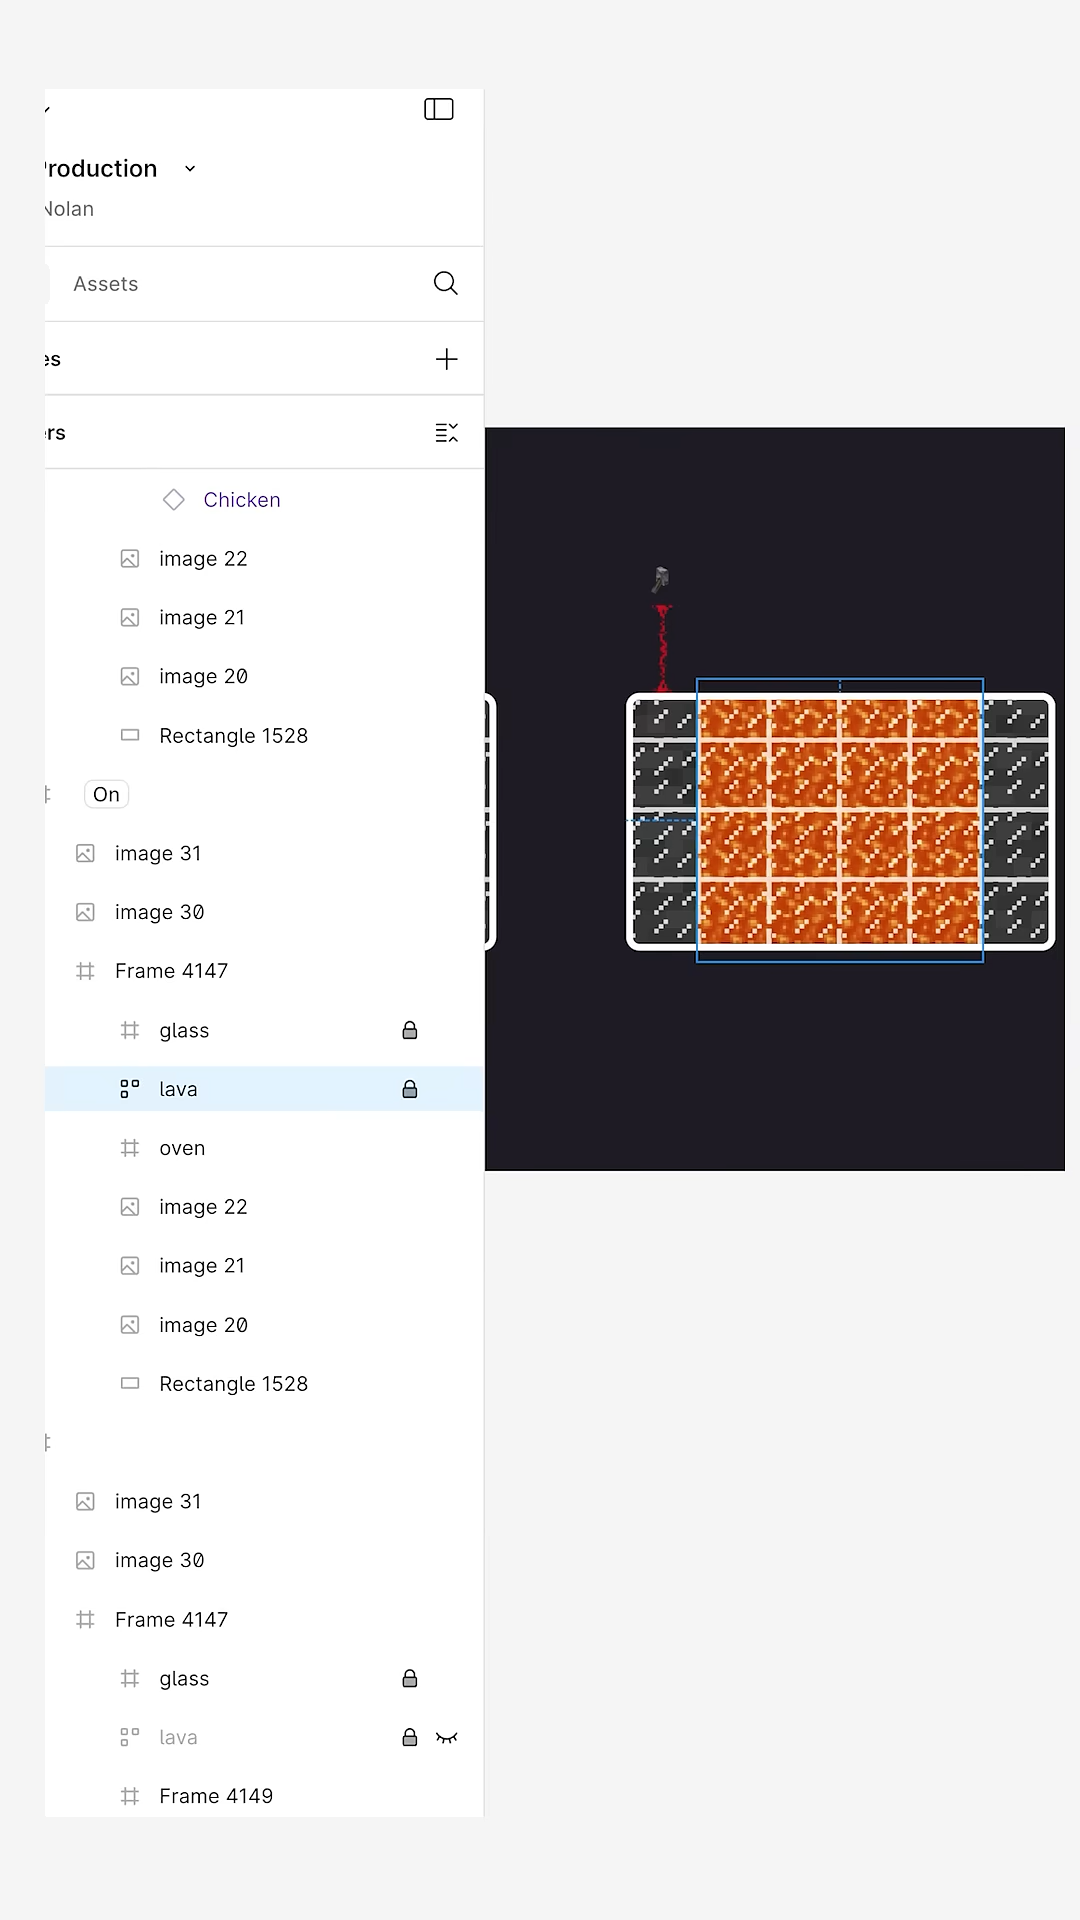 Production
Nolan
Assets
es
ers
Chicken
image 22
image 21
image 20
Rectangle 1528
On
image 31
image 30
Frame 4147
glass
lava
oven
image 22
image 21
image 20
Rectangle 1528
image 31
image 30
Frame 4147
glass
lava
Frame 4149